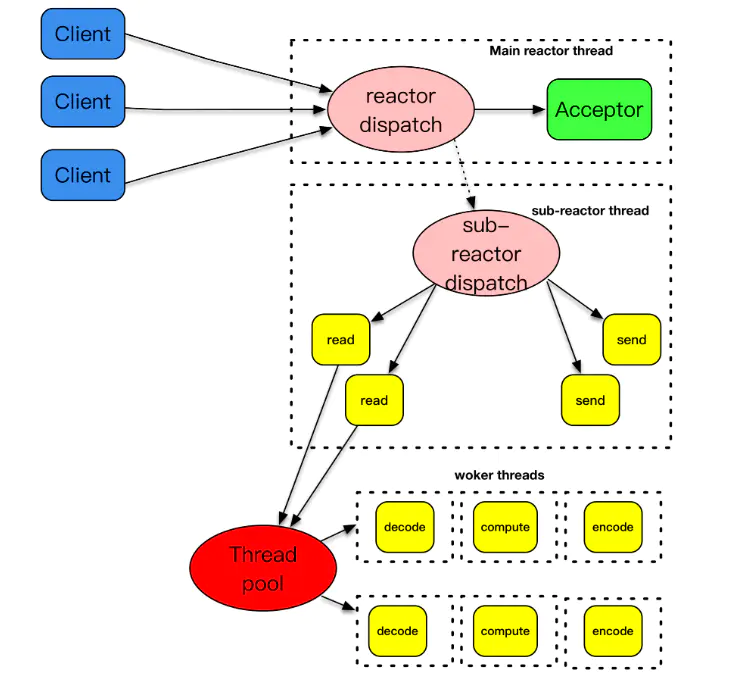 Client
Main reactor thread
Client
reactor
dispatch
Acceptor
Client
sub-reactor thread
sub-
reactor
dispatch
read
send
read
send
woker threads
decode
compute
encode
Thread
pool
decode
compute
encode